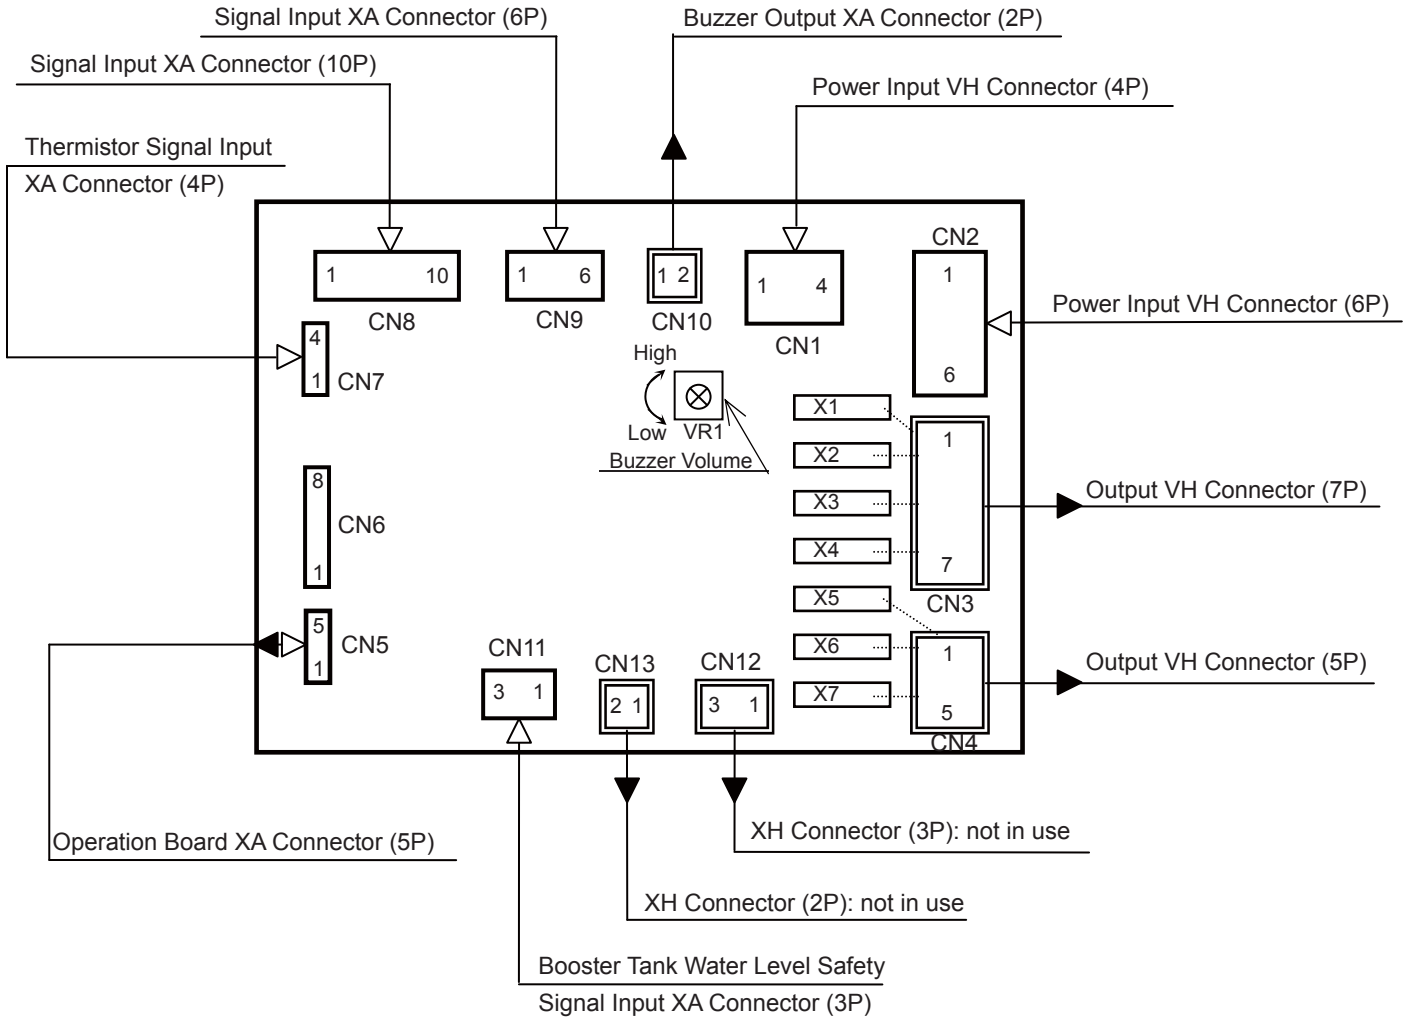 Signal Input XA Connector (6P)
Buzzer Output XA Connector (2P)
Signal Input XA Connector (10P)
Power Input VH Connector (4P)
Thermistor Signal Input
XA Connector (4P)
CN2
1 10
1 6
1 2
1 4
1
6
Power Input VH Connector (6P)
CN8
CN9
CN10
CN1
4
1
CN7
High
Low
VR1
Buzzer Volume
X1
X2
X3
X4
X5
X6
X7
1
7
CN3
Output VH Connector (7P)
8
1
CN6
5
1
CN5
CN11
3 1
CN13
2 1
CN12
3 1
1
5
CN4
Output VH Connector (5P)
Operation Board XA Connector (5P)
XH Connector (3P): not in use
XH Connector (2P): not in use
Booster Tank Water Level Safety
Signal Input XA Connector (3P)